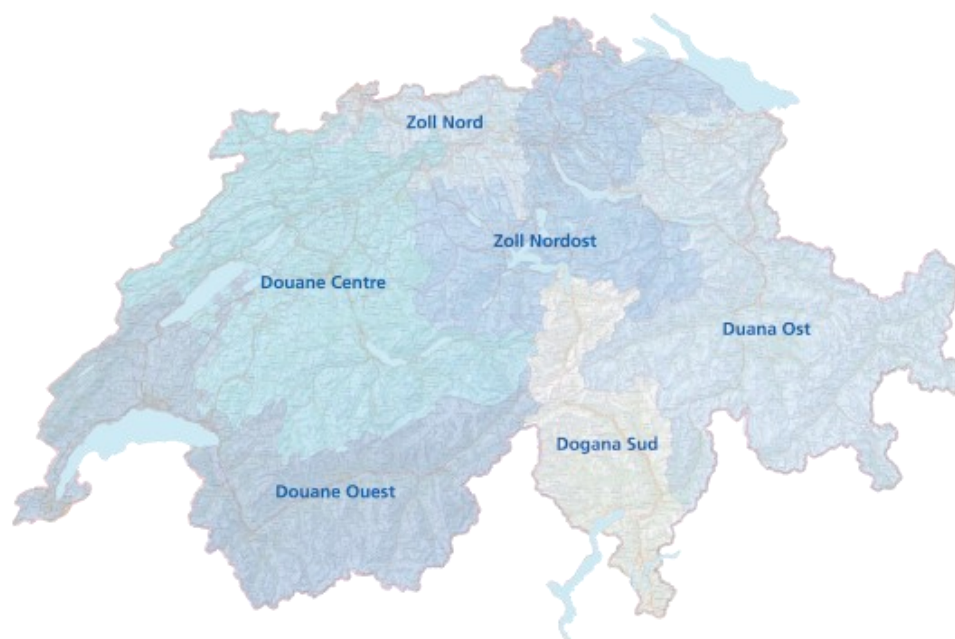 Zoll Nord
Zoll Nordost
Douane Centre
Duana Ost
Dogana Sud
Douane Ouest